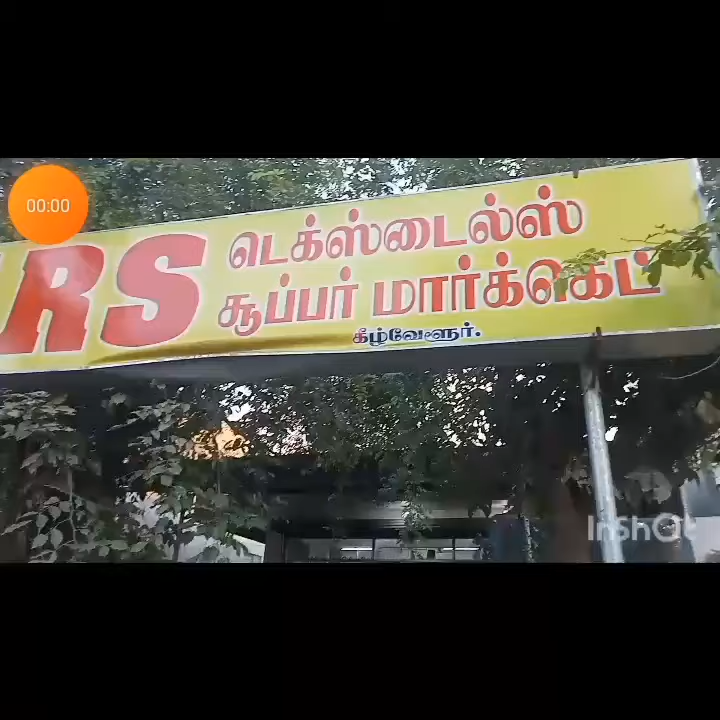 00:00
RS
டெக்ஸ்டைல்ஸ்
சூப்பர் மார்க்கெட்
கீழ்வேளூர்.
InShOt